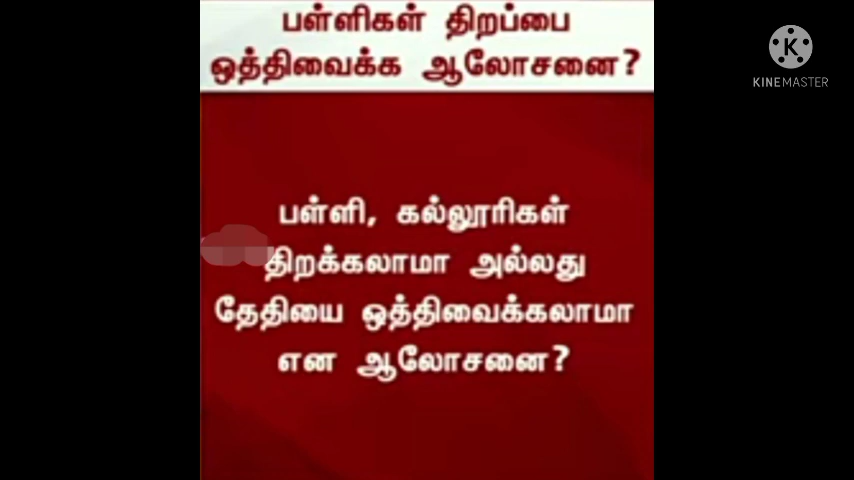 பள்ளிகள் திறப்பை
ஒத்திவைக்க ஆலோசனை?
KINEMASTER
பள்ளி, கல்லூரிகள்
திறக்கலாமா அல்லது
தேதியை ஒத்திவைக்கலாமா
என ஆலோசனை?